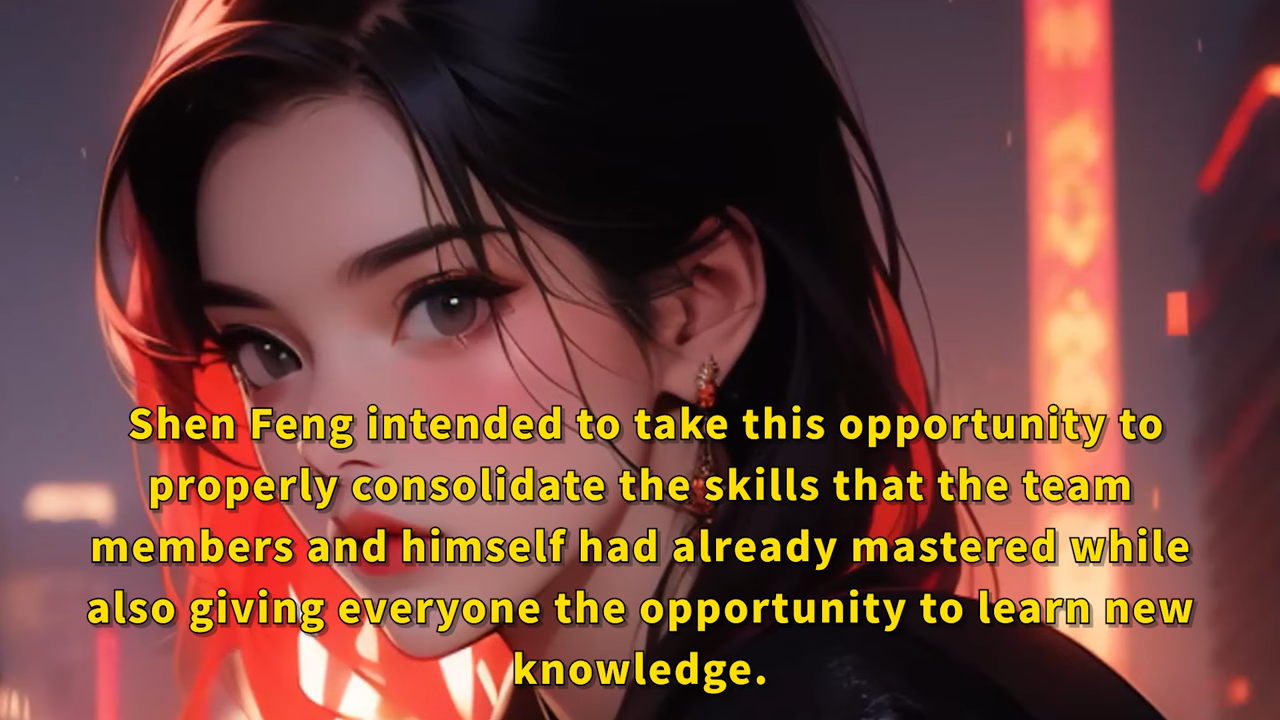 Shen Feng intended to take this opportunity to
properly consolidate the skills that the team
members and himself had already mastered while
also giving everyone the opportunity to learn new
knowledge.